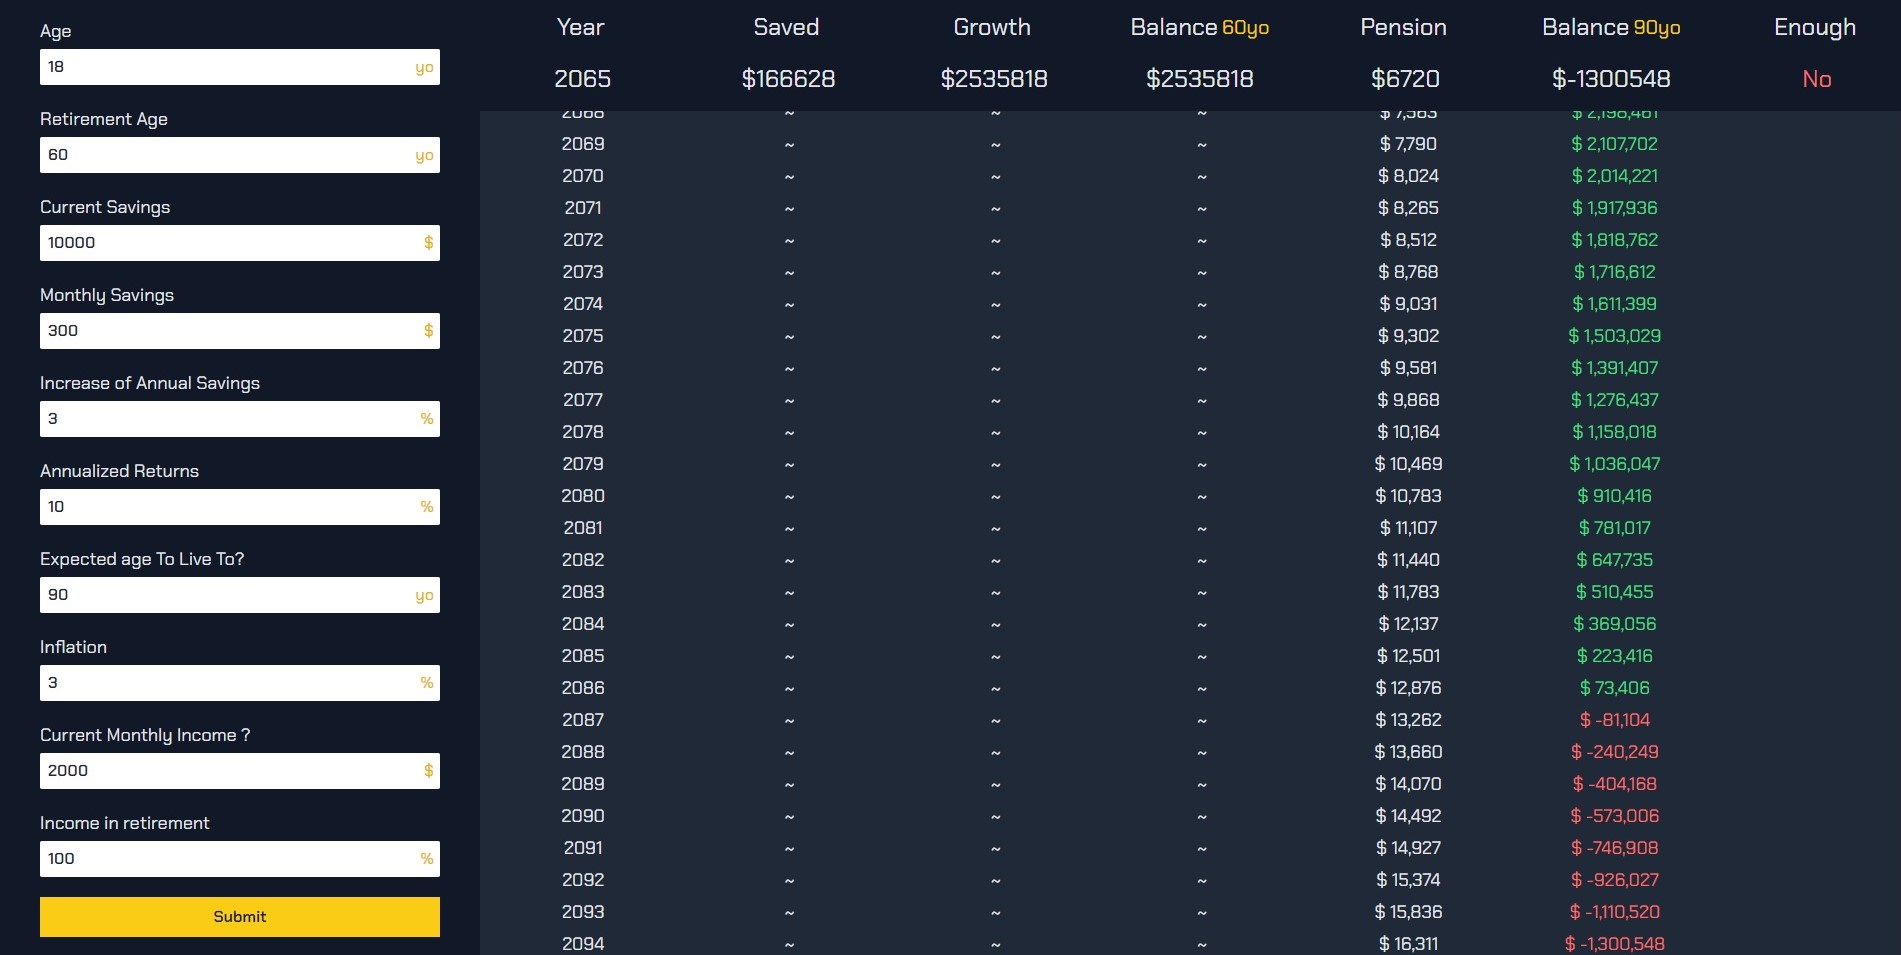 Age
18 yo
Retirement Age
60 yo
Current Savings
10000 $
Monthly Savings
300 $
Increase of Annual Savings
3 %
Annualized Returns
10 %
Expected age To Live To?
90 yo
Inflation
3 %
Current Monthly Income ?
2000 $
Income in retirement
100 %
Submit
Year Saved Growth Balance 60yo Pension Balance 90yo Enough
2065 $166628 $2535818 $2535818 $6720 $-1300548 No
2068 ~ ~ ~ $ 7,563 $ 2,198,461
2069 ~ ~ ~ $ 7,790 $ 2,107,702
2070 ~ ~ ~ $ 8,024 $ 2,014,221
2071 ~ ~ ~ $ 8,265 $ 1,917,936
2072 ~ ~ ~ $ 8,512 $ 1,818,762
2073 ~ ~ ~ $ 8,768 $ 1,716,612
2074 ~ ~ ~ $ 9,031 $ 1,611,399
2075 ~ ~ ~ $ 9,302 $ 1,503,029
2076 ~ ~ ~ $ 9,581 $ 1,391,407
2077 ~ ~ ~ $ 9,868 $ 1,276,437
2078 ~ ~ ~ $ 10,164 $ 1,158,018
2079 ~ ~ ~ $ 10,469 $ 1,036,047
2080 ~ ~ ~ $ 10,783 $ 910,416
2081 ~ ~ ~ $ 11,107 $ 781,017
2082 ~ ~ ~ $ 11,440 $ 647,735
2083 ~ ~ ~ $ 11,783 $ 510,455
2084 ~ ~ ~ $ 12,137 $ 369,056
2085 ~ ~ ~ $ 12,501 $ 223,416
2086 ~ ~ ~ $ 12,876 $ 73,406
2087 ~ ~ ~ $ 13,262 $ -81,104
2088 ~ ~ ~ $ 13,660 $ -240,249
2089 ~ ~ ~ $ 14,070 $ -404,168
2090 ~ ~ ~ $ 14,492 $ -573,006
2091 ~ ~ ~ $ 14,927 $ -746,908
2092 ~ ~ ~ $ 15,374 $ -926,027
2093 ~ ~ ~ $ 15,836 $ -1,110,520
2094 ~ ~ ~ $ 16,311 $ -1,300,548